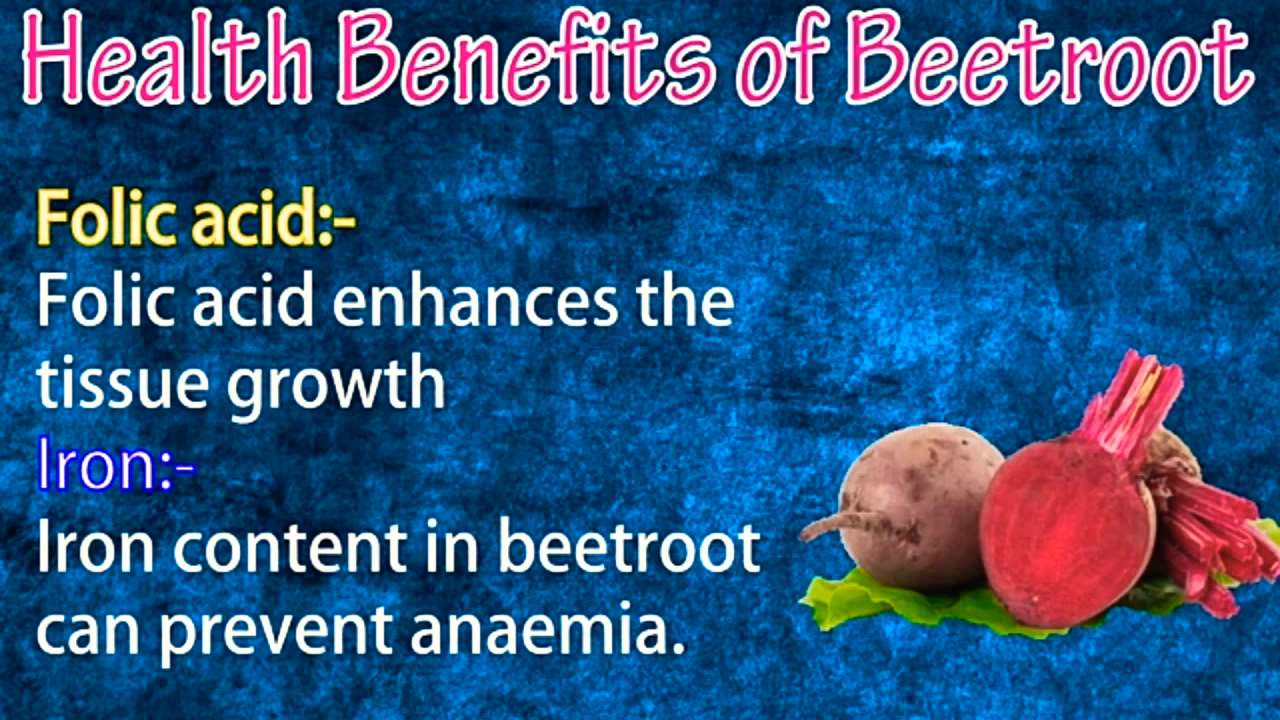 Health Benefits of Beetroot
Folic acid:-
Folic acid enhances the
tissue growth
Iron:-
Iron content in beetroot
can prevent anaemia.